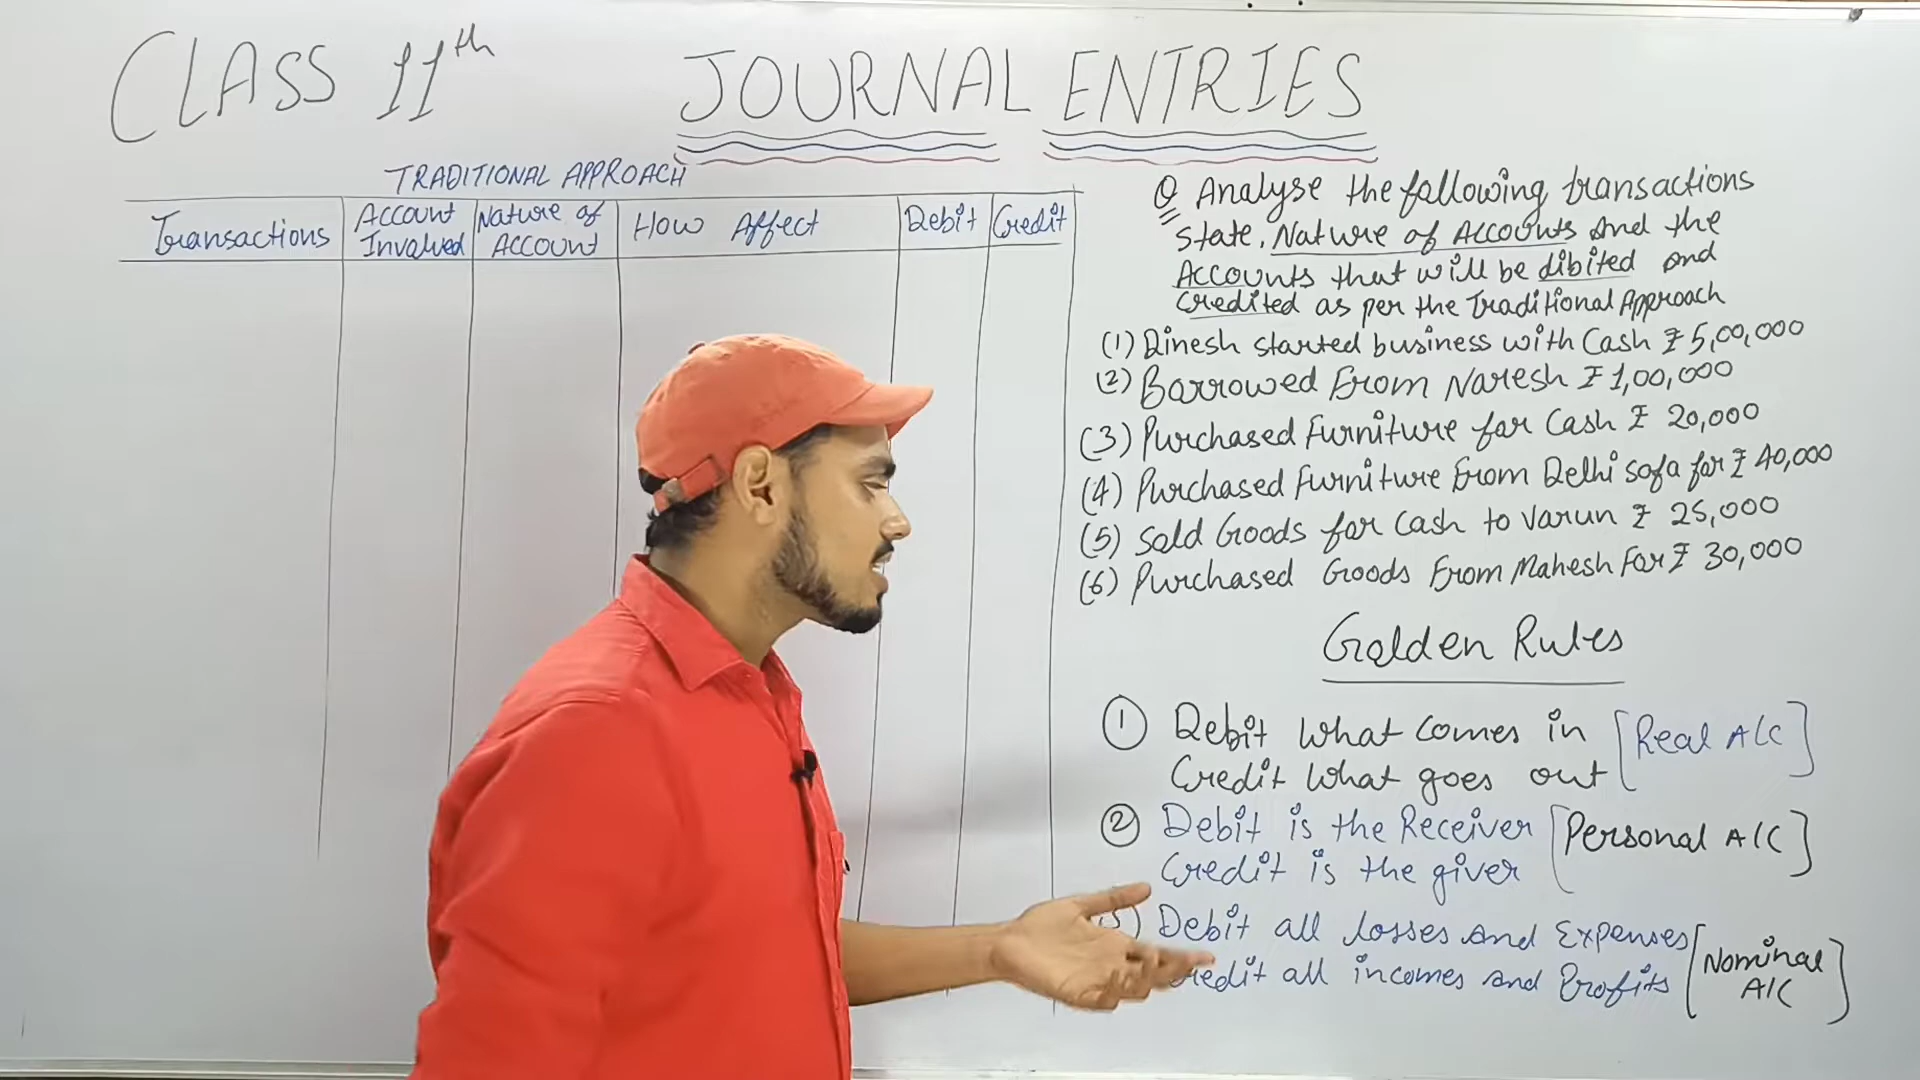 CLASS 11th
JOURNAL ENTRIES
TRADITIONAL APPROACH
Transactions
Account
Involved
Nature of
Account
How Affect
Debit
Credit
Q Analyse the following transactions
State, Nature of Accounts And the
Accounts that will be dibited and
Credited as per the Traditional Approach
(1) Dinesh started business with Cash ₹ 5,00,000
(2) Barrowed From Naresh ₹ 1,00,000
(3) Purchased Furniture for Cash ₹ 20,000
(4) Purchased Furniture From Delhi sofa for ₹ 40,000
(5) Sold Goods for Cash to Varun ₹ 25,000
(6) Purchased Goods From Mahesh For ₹ 30,000
Golden Rules
① Debit What Comes in
Credit What goes out
[Real A/C]
② Debit is the Receiver
Credit is the giver
[Personal A/C]
Debit all losses And Expenses
all incomes and Profits
[Nominal
A/C]